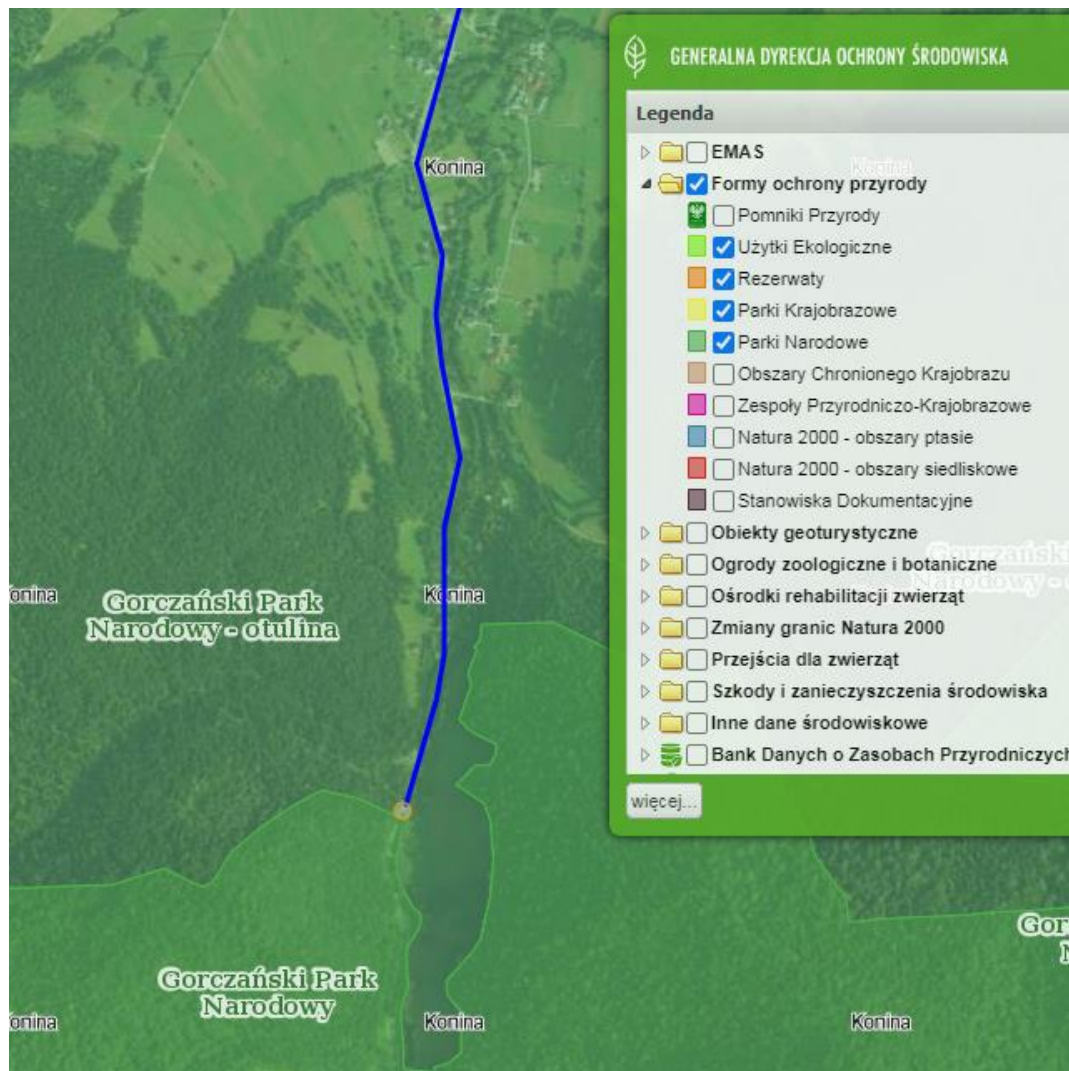 GENERALNA DYREKCJA OCHRONY ŚRODOWISKA
Legenda
EMAS
Formy ochrony przyrody
Pomniki Przyrody
Użytki Ekologiczne
Rezerwaty
Parki Krajobrazowe
Parki Narodowe
Obszary Chronionego Krajobrazu
Zespoły Przyrodniczo-Krajobrazowe
Natura 2000 - obszary ptasie
Natura 2000 - obszary siedliskowe
Stanowiska Dokumentacyjne
Obiekty geoturystyczne
Ogrody zoologiczne i botaniczne
Ośrodki rehabilitacji zwierząt
Zmiany granic Natura 2000
Przejścia dla zwierząt
Szkody i zanieczyszczenia środowiska
Inne dane środowiskowe
Bank Danych o Zasobach Przyrodniczych
więcej...
Konina
Konina
onina
Konina
Gorczański Park
Narodowy - otulina
Gorczański Park
Narodowy
Gor
onina
Konina
Konina